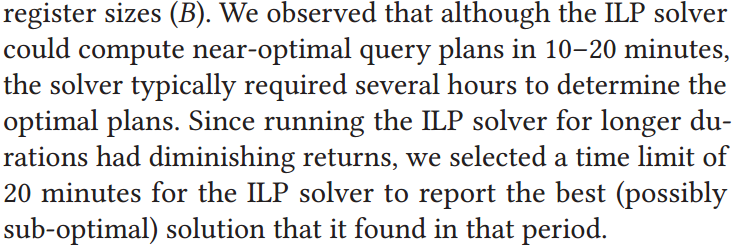 register sizes (B). We observed that although the ILP solver
could compute near-optimal query plans in 10–20 minutes,
the solver typically required several hours to determine the
optimal plans. Since running the ILP solver for longer du-
rations had diminishing returns, we selected a time limit of
20 minutes for the ILP solver to report the best (possibly
sub-optimal) solution that it found in that period.